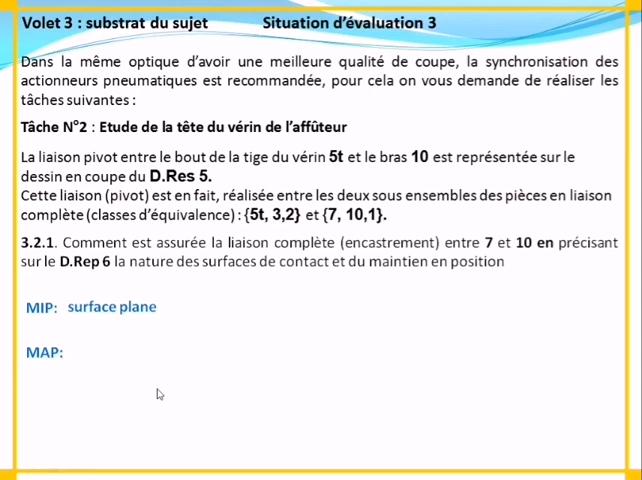 Volet 3 : substrat du sujet Situation d'évaluation 3
Dans la même optique d'avoir une meilleure qualité de coupe, la synchronisation des
actionneurs pneumatiques est recommandée, pour cela on vous demande de réaliser les
tâches suivantes :
Tâche N°2 : Etude de la tête du vérin de l'affûteur
La liaison pivot entre le bout de la tige du vérin 5t et le bras 10 est représentée sur le
dessin en coupe du D.Res 5.
Cette liaison (pivot) est en fait, réalisée entre les deux sous ensembles des pièces en liaison
complète (classes d'équivalence) : {5t, 3,2} et {7, 10,1}.
3.2.1. Comment est assurée la liaison complète (encastrement) entre 7 et 10 en précisant
sur le D.Rep 6 la nature des surfaces de contact et du maintien en position
MIP: surface plane
MAP: